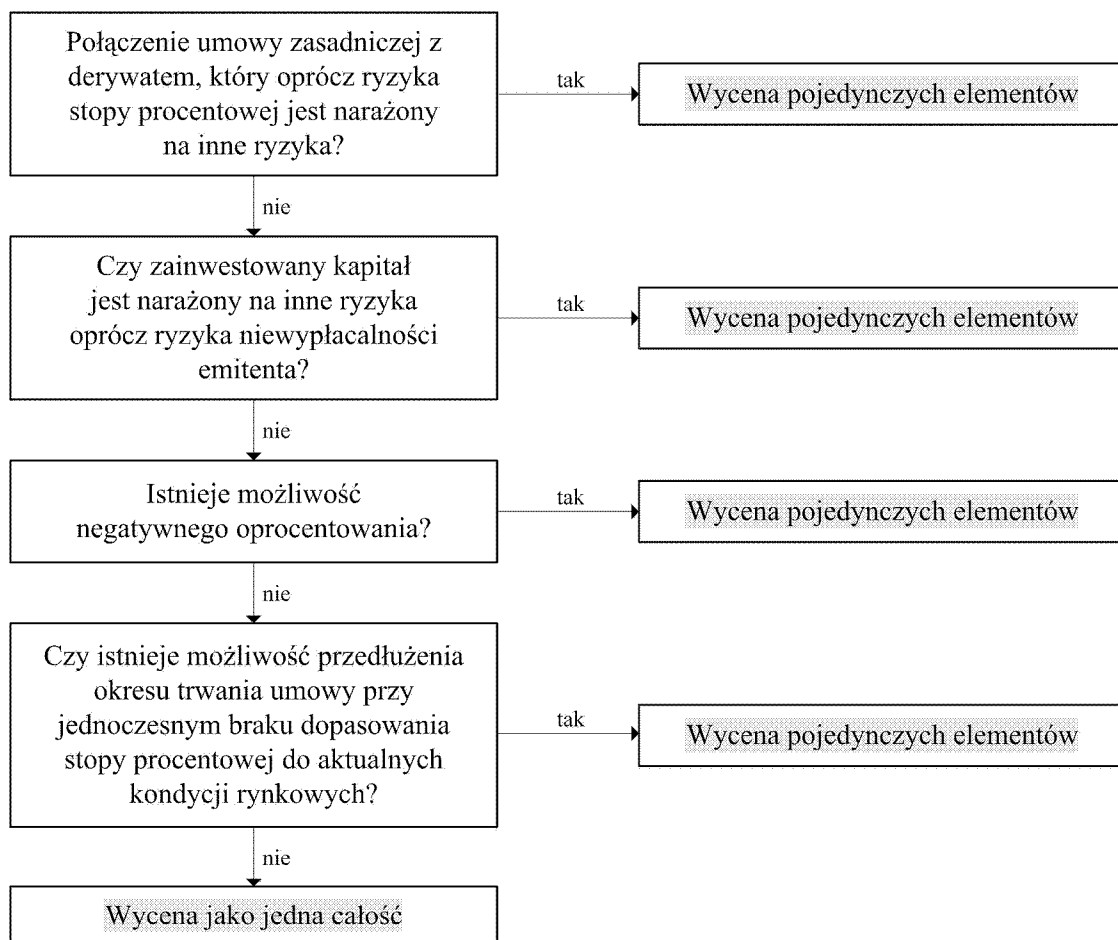 Połączenie umowy zasadniczej z
derywatem, który oprócz ryzyka
stopy procentowej jest narażony
na inne ryzyka?
tak
Wycena pojedynczych elementów
nie
Czy zainwestowany kapitał
jest narażony na inne ryzyka
oprócz ryzyka niewypłacalności
emitenta?
tak
Wycena pojedynczych elementów
nie
Istnieje możliwość
negatywnego oprocentowania?
tak
Wycena pojedynczych elementów
nie
Czy istnieje możliwość przedłużenia
okresu trwania umowy przy
jednoczesnym braku dopasowania
stopy procentowej do aktualnych
kondycji rynkowych?
tak
Wycena pojedynczych elementów
nie
Wycena jako jedna całość